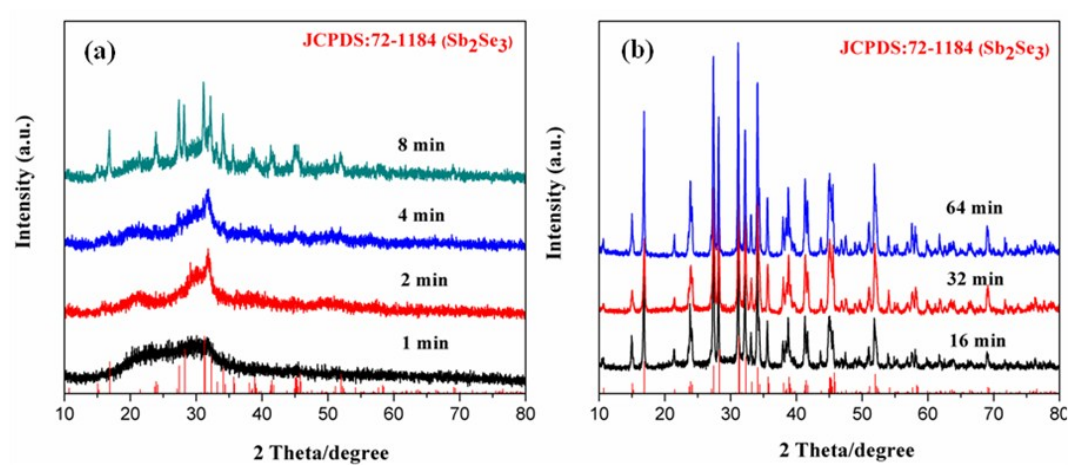 (a)
JCPDS:72-1184 (Sb₂Se₃)
8 min
4 min
2 min
1 min
Intensity (a.u.)
10 20 30 40 50 60 70 80
2 Theta/degree
(b)
JCPDS:72-1184 (Sb₂Se₃)
64 min
32 min
16 min
Intensity (a.u.)
10 20 30 40 50 60 70 80
2 Theta/degree